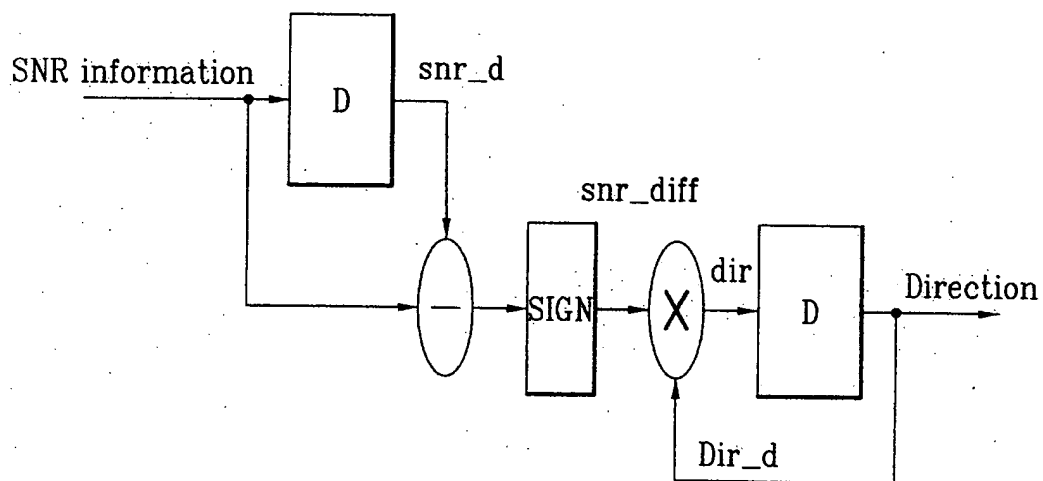 SNR information
D
snr_d
—
SIGN
snr_diff
X
dir
D
Direction
Dir_d